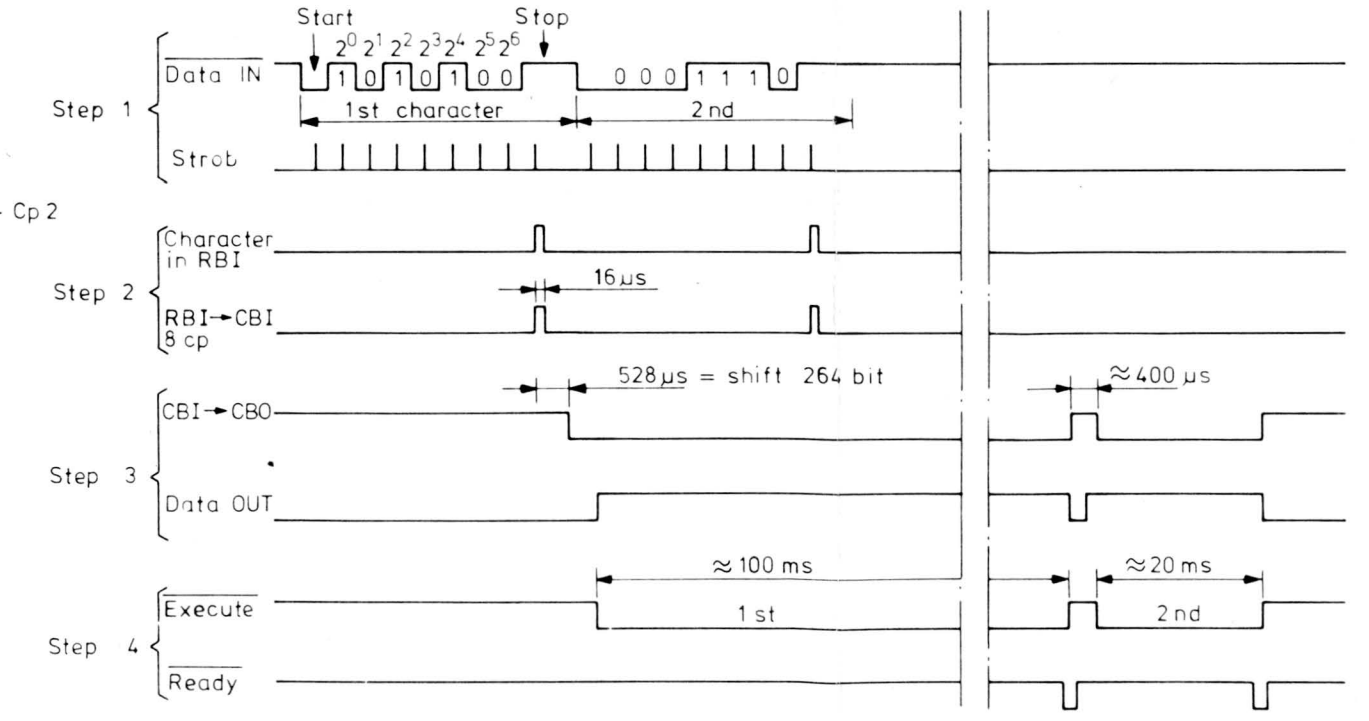 Start Stop
2⁰ 2¹ 2² 2³ 2⁴ 2⁵ 2⁶
Data IN 1 0 1 0 1 0 0 0 0 0 1 1 1 0
Step 1
1st character 2nd
Strob
- Cp 2
Character
in RBI
Step 2
16 µs
RBI→CBI
8 cp
528 µs = shift 264 bit ≈ 400 µs
CBI→CBO
Step 3
Data OUT
≈ 100 ms ≈ 20 ms
Execute 1st 2nd
Step 4
Ready